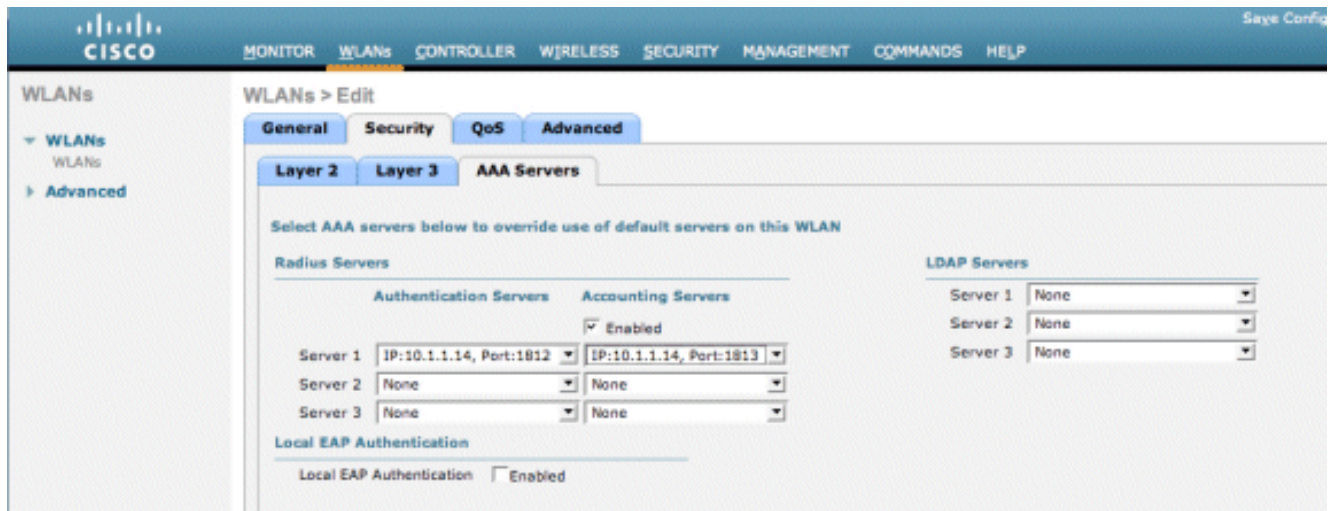 Save Config
CISCO
MONITOR WLANs CONTROLLER WIRELESS SECURITY MANAGEMENT COMMANDS HELP
WLANs
WLANs
WLANs
Advanced
WLANs > Edit
General Security QoS Advanced
Layer 2 Layer 3 AAA Servers
Select AAA servers below to override use of default servers on this WLAN
Radius Servers
Authentication Servers Accounting Servers
Enabled
Server 1 IP:10.1.1.14, Port:1812 IP:10.1.1.14, Port:1813
Server 2 None None
Server 3 None None
Local EAP Authentication
Local EAP Authentication Enabled
LDAP Servers
Server 1 None
Server 2 None
Server 3 None